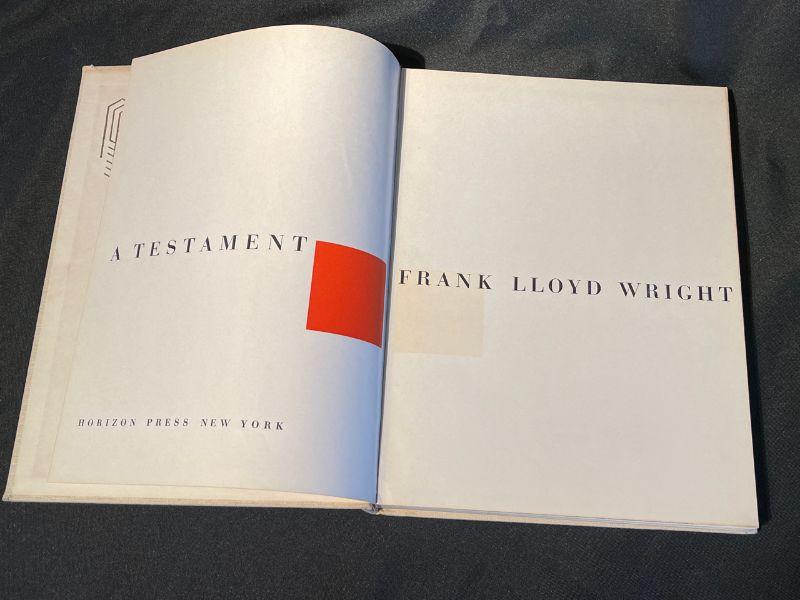 A TESTAMENT
FRANK LLOYD WRIGHT
HORIZON PRESS NEW YORK